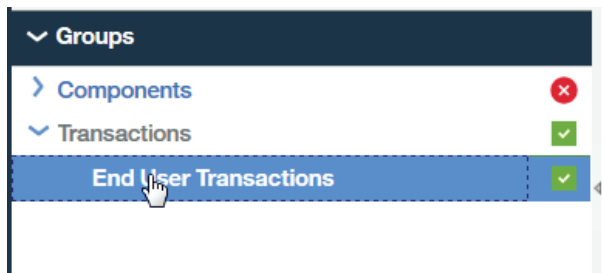 Groups
Components
Transactions
End User Transactions